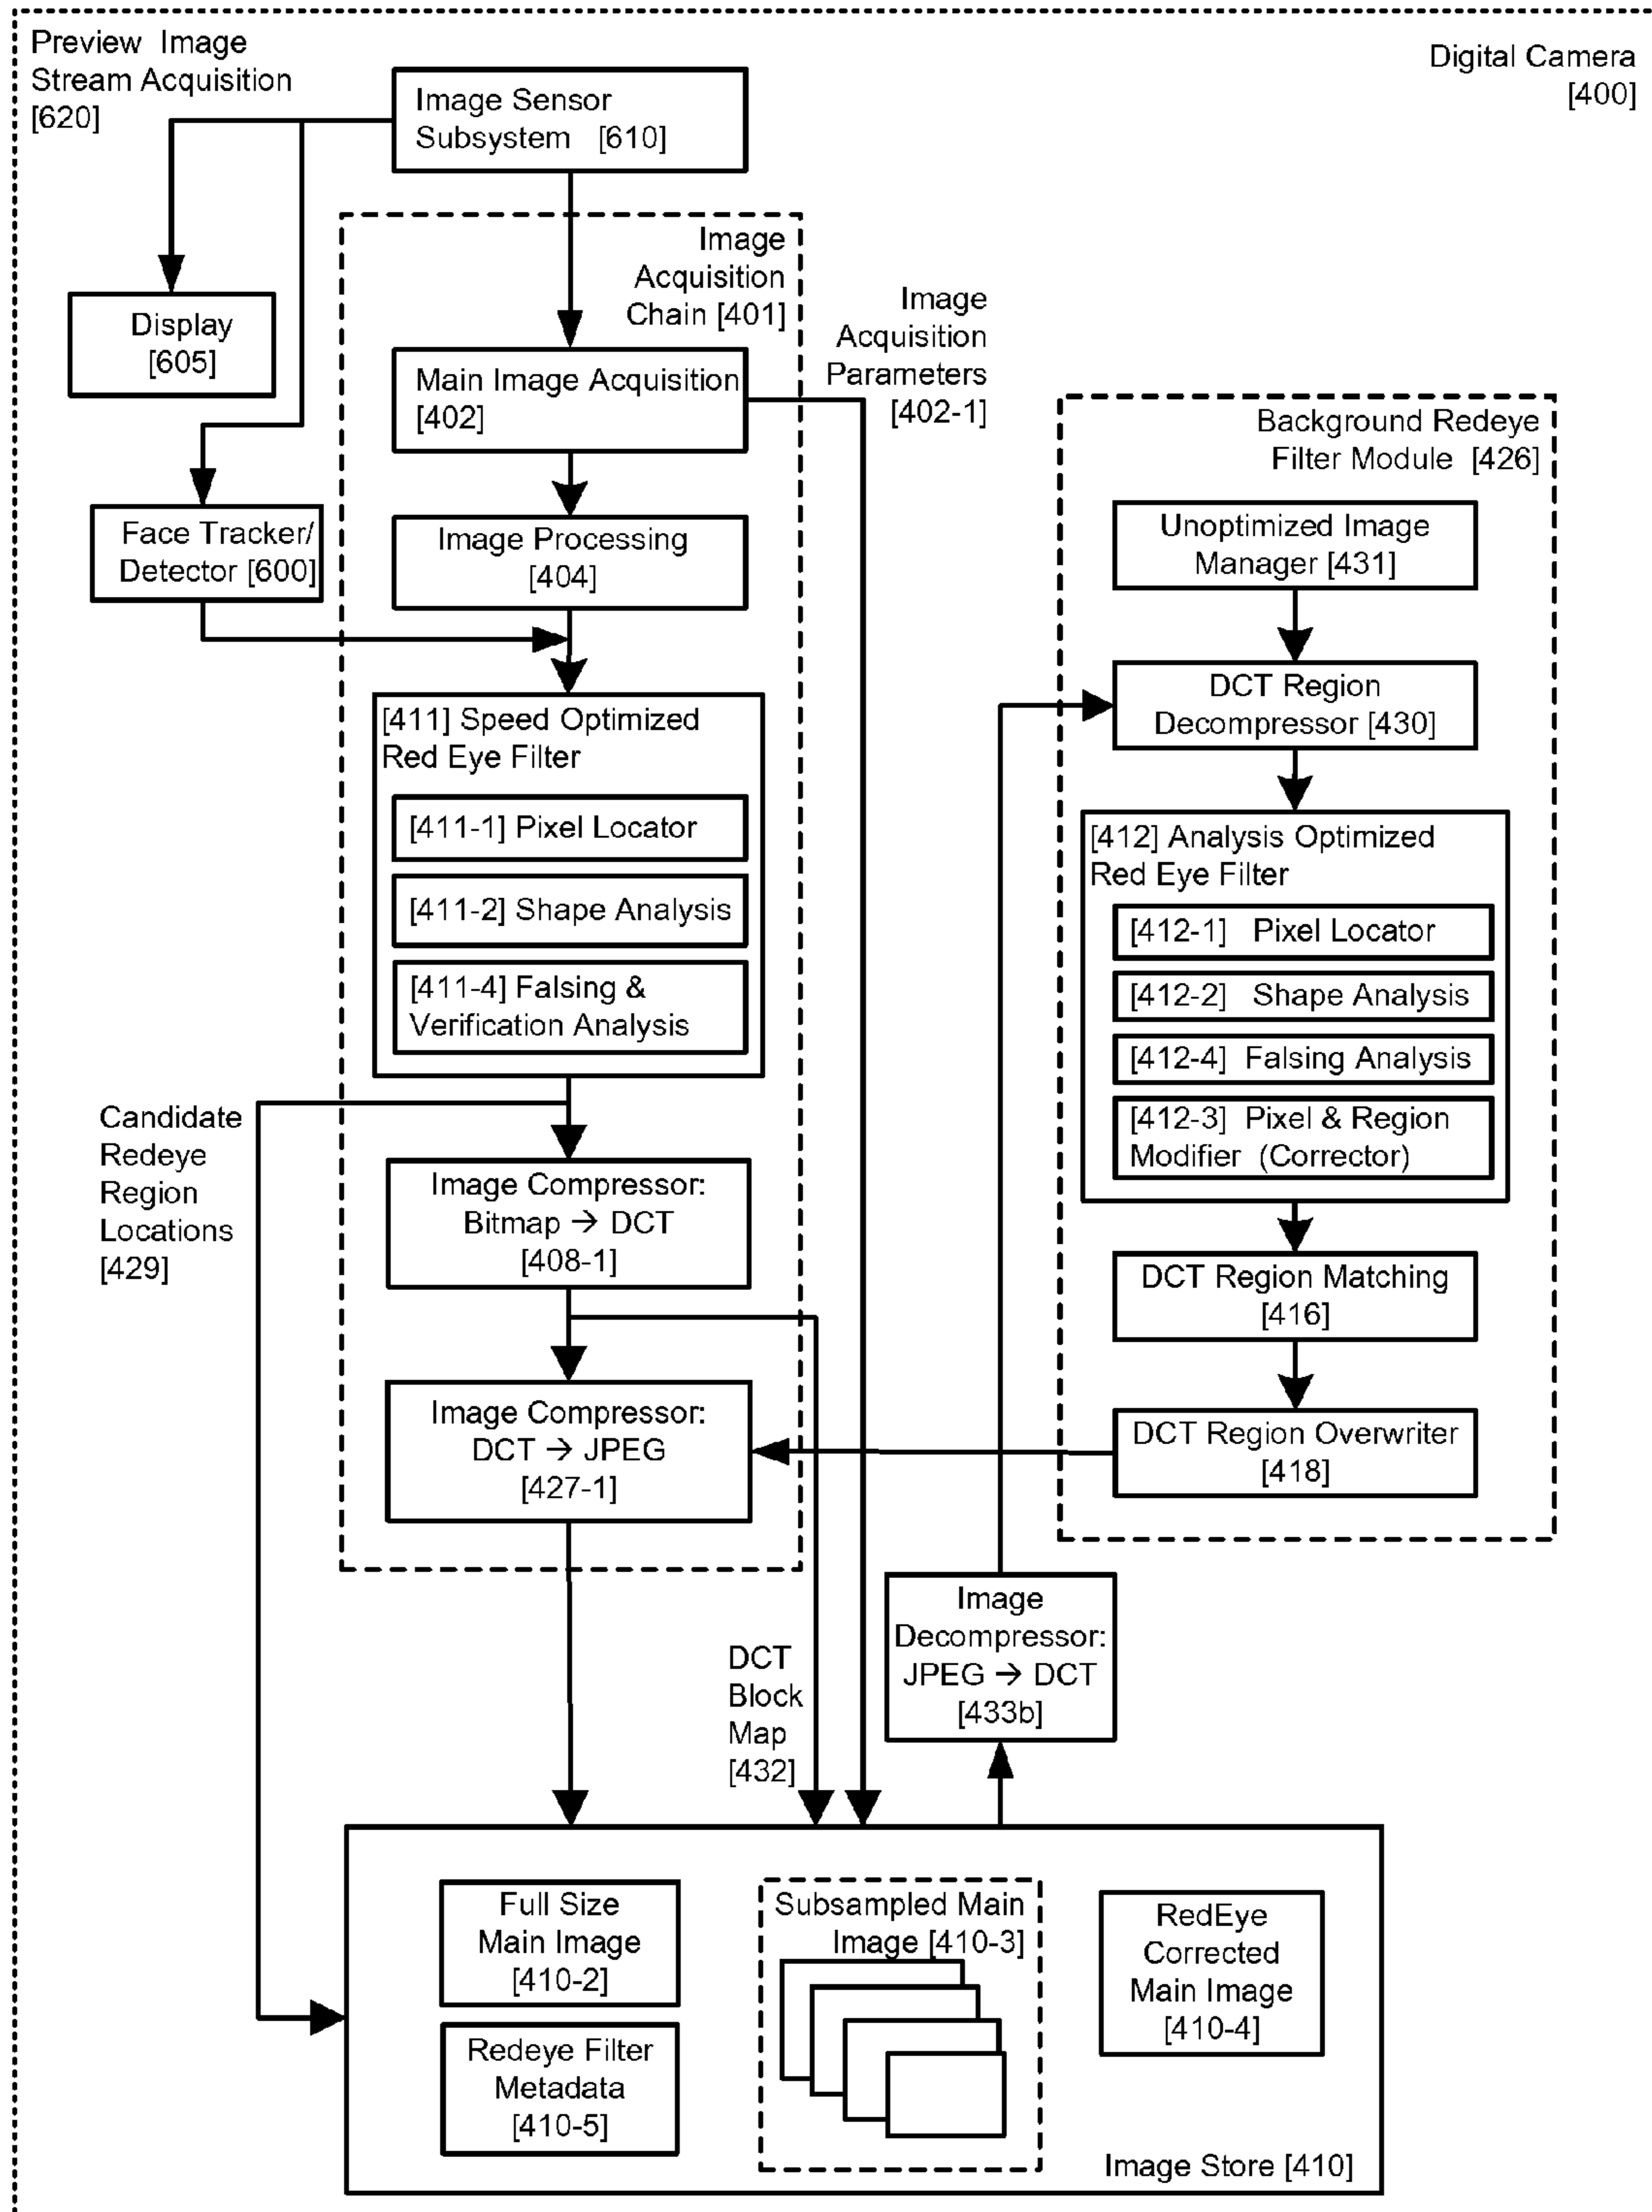 Preview Image
Stream Acquisition
[620]
Digital Camera
[400]
Image Sensor
Subsystem [610]
Image
Acquisition
Chain [401]
Display
[605]
Image
Acquisition
Parameters
[402-1]
Main Image Acquisition
[402]
Background Redeye
Filter Module [426]
Face Tracker/
Detector [600]
Image Processing
[404]
Unoptimized Image
Manager [431]
DCT Region
Decompressor [430]
[411] Speed Optimized
Red Eye Filter
[411-1] Pixel Locator
[411-2] Shape Analysis
[411-4] Falsing &
Verification Analysis
[412] Analysis Optimized
Red Eye Filter
[412-1] Pixel Locator
[412-2] Shape Analysis
[412-4] Falsing Analysis
[412-3] Pixel & Region
Modifier (Corrector)
Candidate
Redeye
Region
Locations
[429]
Image Compressor:
Bitmap → DCT
[408-1]
DCT Region Matching
[416]
Image Compressor:
DCT → JPEG
[427-1]
DCT Region Overwriter
[418]
Image
Decompressor:
JPEG → DCT
[433b]
DCT
Block
Map
[432]
Full Size
Main Image
[410-2]
Subsampled Main
Image [410-3]
RedEye
Corrected
Main Image
[410-4]
Redeye Filter
Metadata
[410-5]
Image Store [410]